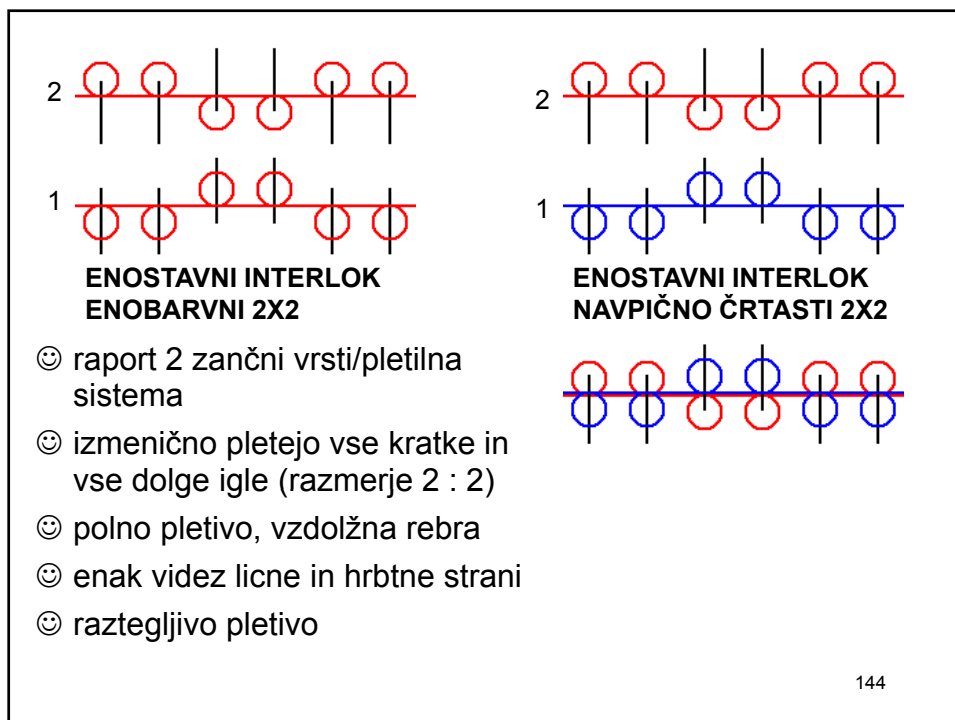 2
1
ENOSTAVNI INTERLOK
ENOBARVNI 2X2
2
1
ENOSTAVNI INTERLOK
NAVPIČNO ČRTASTI 2X2
☺ raport 2 zančni vrsti/pletilna
sistema
☺ izmenično pletejo vse kratke in
vse dolge igle (razmerje 2 : 2)
☺ polno pletivo, vzdolžna rebra
☺ enak videz licne in hrbtne strani
☺ raztegljivo pletivo
144